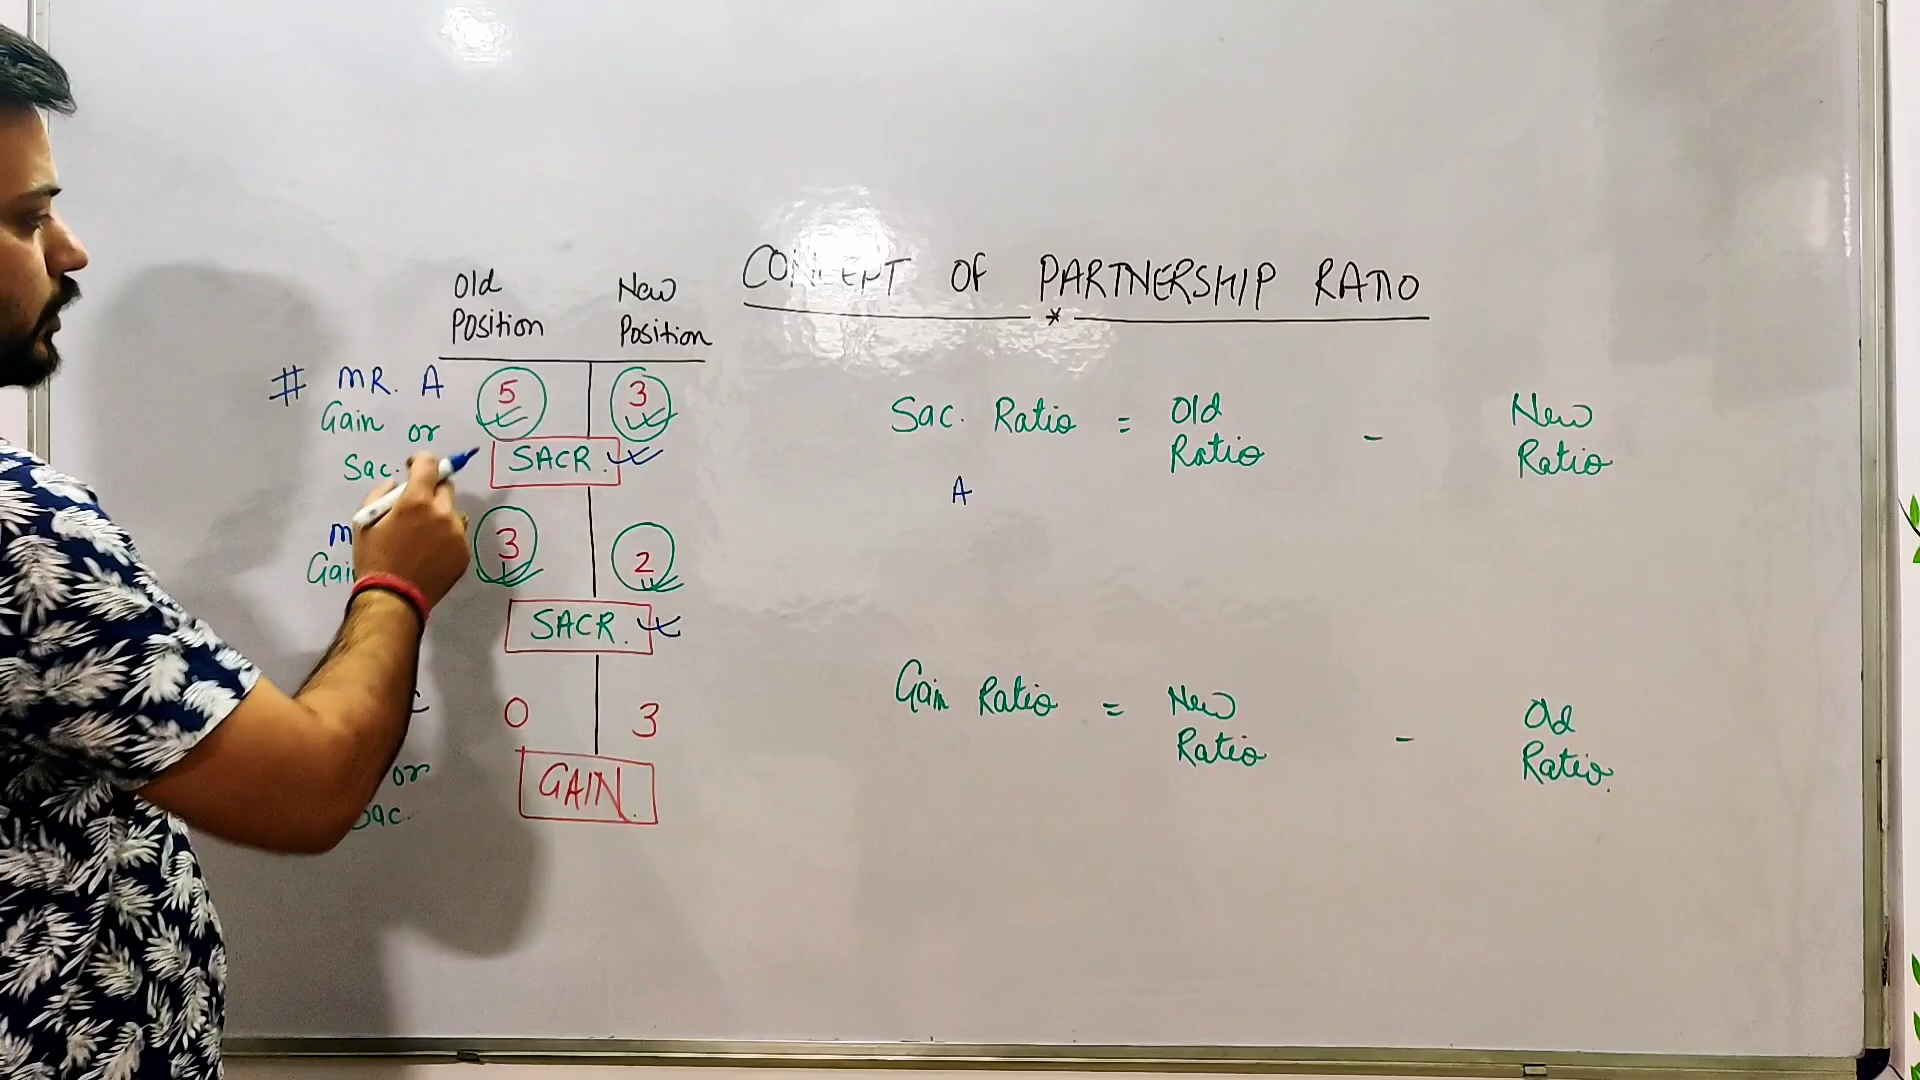 CONCEPT OF PARTNERSHIP RATIO
*
Old New
Position Position
# MR. A 5 3
Gain or
Sac. SACR.
3 2
SACR.
0 3
or GAIN.
Sac.
Sac. Ratio = Old Ratio - New Ratio
A
Gain Ratio = New Ratio - Old Ratio.